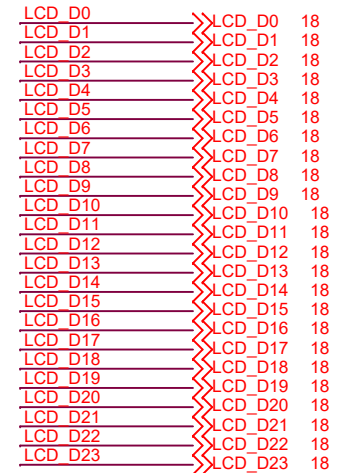 LCD_D0 LCD_D0 18
LCD_D1 LCD_D1 18
LCD_D2 LCD_D2 18
LCD_D3 LCD_D3 18
LCD_D4 LCD_D4 18
LCD_D5 LCD_D5 18
LCD_D6 LCD_D6 18
LCD_D7 LCD_D7 18
LCD_D8 LCD_D8 18
LCD_D9 LCD_D9 18
LCD_D10 LCD_D10 18
LCD_D11 LCD_D11 18
LCD_D12 LCD_D12 18
LCD_D13 LCD_D13 18
LCD_D14 LCD_D14 18
LCD_D15 LCD_D15 18
LCD_D16 LCD_D16 18
LCD_D17 LCD_D17 18
LCD_D18 LCD_D18 18
LCD_D19 LCD_D19 18
LCD_D20 LCD_D20 18
LCD_D21 LCD_D21 18
LCD_D22 LCD_D22 18
LCD_D23 LCD_D23 18